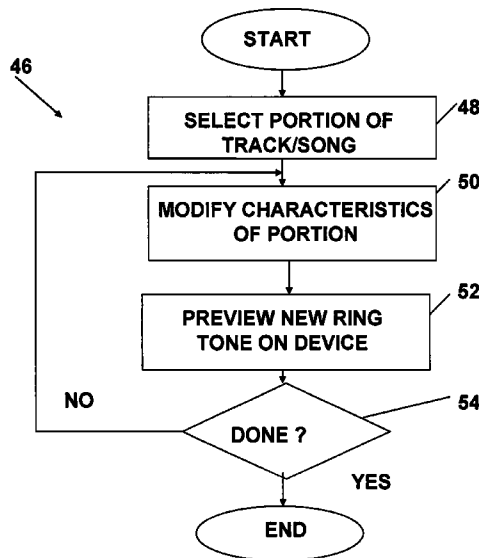 START
46
48
SELECT PORTION OF
TRACK/SONG
50
MODIFY CHARACTERISTICS
OF PORTION
52
PREVIEW NEW RING
TONE ON DEVICE
NO
54
DONE ?
YES
END